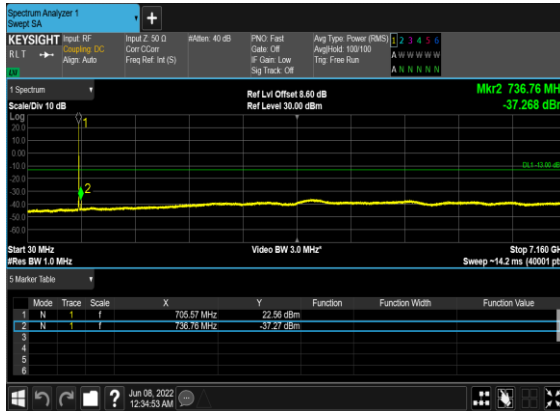 Spectrum Analyzer 1
Swept SA
+
KEYSIGHT Input: RF Input Z: 50 Ω #Atten: 40 dB PNO: Fast Avg Type: Power (RMS) 1 2 3 4 5 6
RLT Coupling: DC Corr CCorr Gate: Off Avg|Hold: 100/100 A W W W W W
Align: Auto Freq Ref: Int (S) IF Gain: Low Trig: Free Run
LXI Sig Track: Off A N N N N N
1 Spectrum Ref Lvl Offset 8.60 dB Mkr2 736.76 MH
Scale/Div 10 dB Ref Level 30.00 dBm -37.268 dBm
Log
1
20.0
10.0
0.00
-10.0 DL1 -13.00 dB
-20.0
-30.0 2
-40.0
-50.0
-60.0
Start 30 MHz Video BW 3.0 MHz* Stop 7.160 GH
#Res BW 1.0 MHz Sweep ~14.2 ms (40001 pt
5 Marker Table
Mode Trace Scale X Y Function Function Width Function Value
1 N 1 f 705.57 MHz 22.56 dBm
2 N 1 f 736.76 MHz -37.27 dBm
3
4
5
6
? Jun 08, 2022
12:34:53 AM